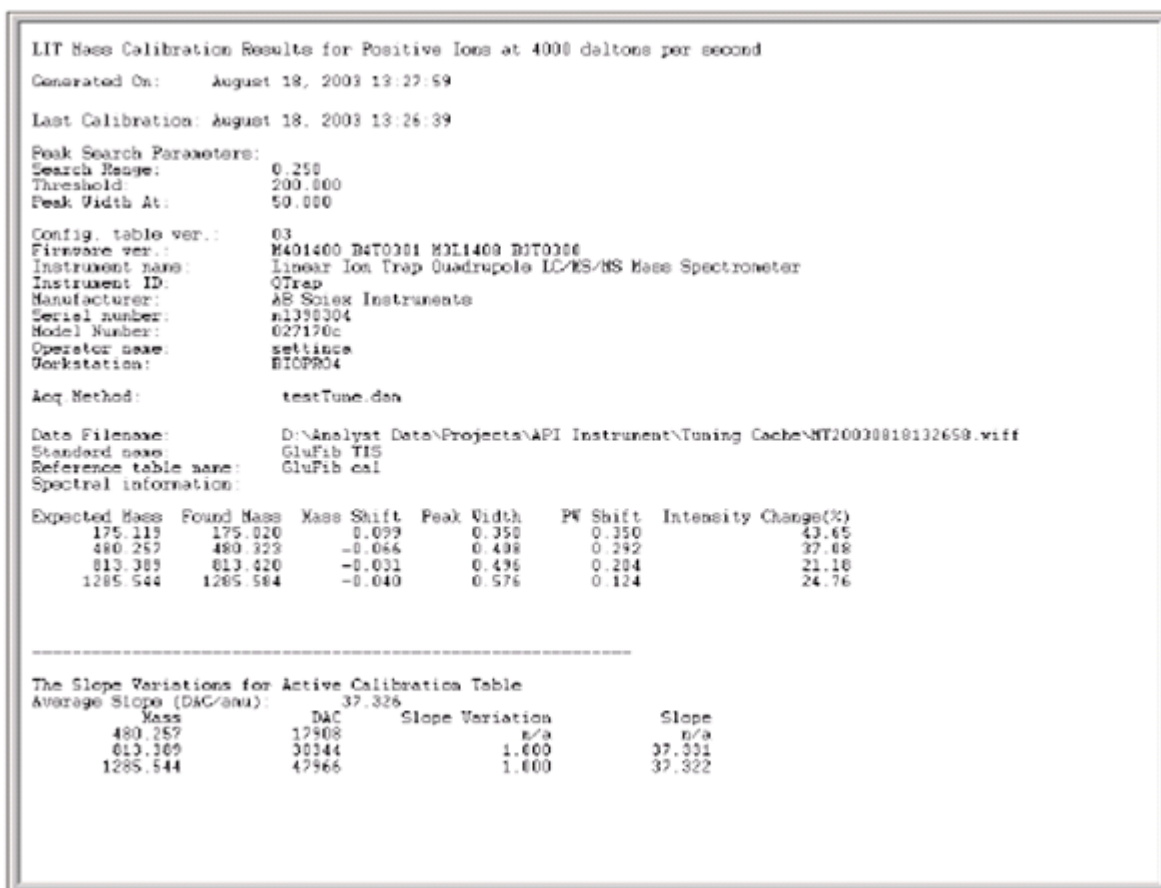 LIT Mass Calibration Results for Positive Ions at 4000 daltons per second
Generated On: August 18, 2003 13:27:59
Last Calibration: August 18, 2003 13:26:39
Peak Search Parameters:
Search Range: 0.250
Threshold: 200.000
Peak Width At: 50.000
Config. table ver.: 03
Firmware ver.: M401400 B4T0301 M3L1408 B3T0300
Instrument name: Linear Ion Trap Quadrupole LC/MS/MS Mass Spectrometer
Instrument ID: QTrap
Manufacturer: AB Sciex Instruments
Serial number: n1390304
Model Number: 027170c
Operator name: settinca
Workstation: BIOPRO4
Acq.Method: testTune.dam
Data Filename: D:\Analyst Data\Projects\API Instrument\Tuning Cache\MT20030818132658.wiff
Standard name: GluFib TIS
Reference table name: GluFib cal
Spectral information:
Expected Mass Found Mass Mass Shift Peak Width PW Shift Intensity Change(%)
175.119 175.020 0.099 0.350 0.350 43.65
480.257 480.323 -0.066 0.408 0.292 37.08
813.389 813.420 -0.031 0.496 0.204 21.18
1285.544 1285.584 -0.040 0.576 0.124 24.76
The Slope Variations for Active Calibration Table
Average Slope (DAC/amu): 37.326
Mass DAC Slope Variation Slope
480.257 17908 n/a n/a
813.389 30344 1.000 37.331
1285.544 47966 1.000 37.322